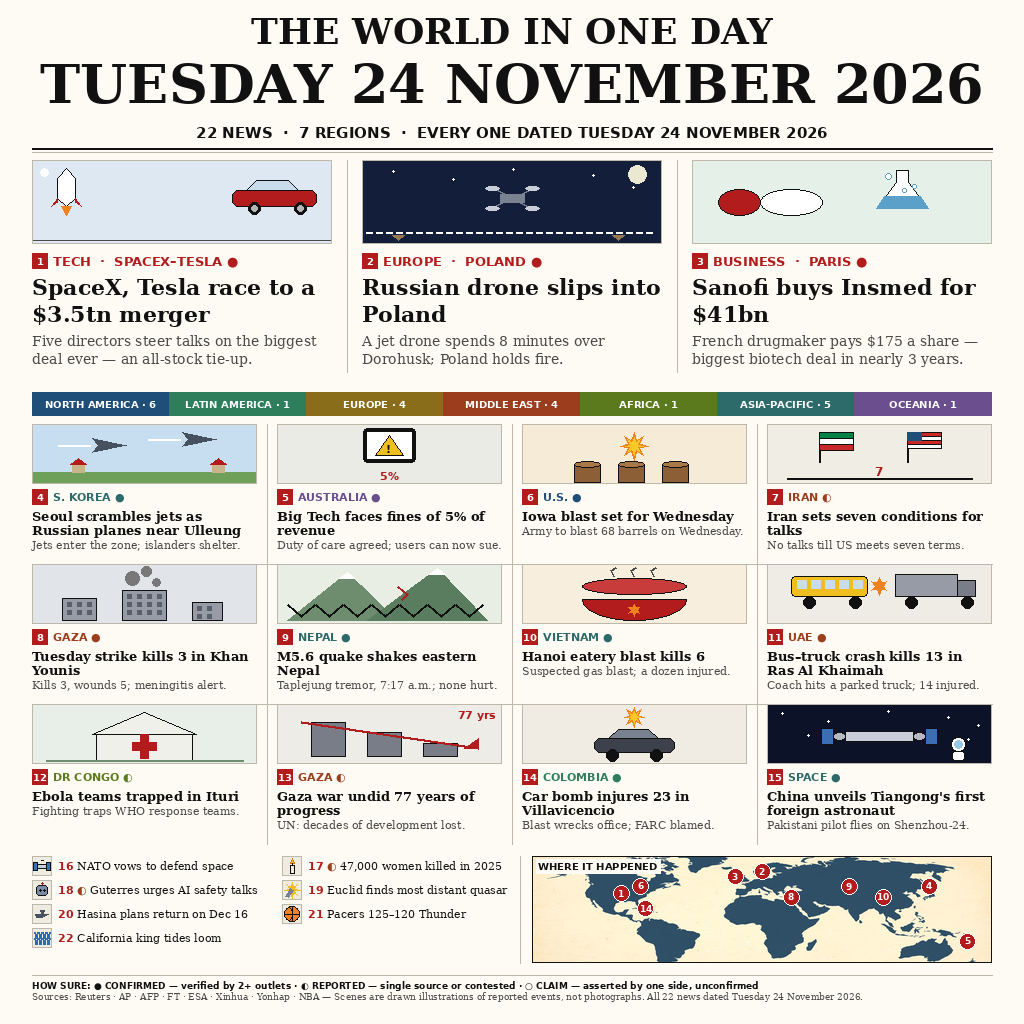 THE WORLD IN ONE DAY
TUESDAY 24 NOVEMBER 2026
22 NEWS · 7 REGIONS · EVERY ONE DATED TUESDAY 24 NOVEMBER 2026
1 TECH · SPACEX–TESLA ●
SpaceX, Tesla race to a
$3.5tn merger
Five directors steer talks on the biggest
deal ever — an all-stock tie-up.
2 EUROPE · POLAND ●
Russian drone slips into
Poland
A jet drone spends 8 minutes over
Dorohusk; Poland holds fire.
3 BUSINESS · PARIS ●
Sanofi buys Insmed for
$41bn
French drugmaker pays $175 a share —
biggest biotech deal in nearly 3 years.
NORTH AMERICA · 6
LATIN AMERICA · 1
EUROPE · 4
MIDDLE EAST · 4
AFRICA · 1
ASIA-PACIFIC · 5
OCEANIA · 1
4 S. KOREA ●
Seoul scrambles jets as
Russian planes near Ulleung
Jets enter the zone; islanders shelter.
!
5%
5 AUSTRALIA ●
Big Tech faces fines of 5% of
revenue
Duty of care agreed; users can now sue.
6 U.S. ●
Iowa blast set for Wednesday
Army to blast 68 barrels on Wednesday.
7
7 IRAN ◐
Iran sets seven conditions for
talks
No talks till US meets seven terms.
8 GAZA ●
Tuesday strike kills 3 in Khan
Younis
Kills 3, wounds 5; meningitis alert.
9 NEPAL ●
M5.6 quake shakes eastern
Nepal
Taplejung tremor, 7:17 a.m.; none hurt.
10 VIETNAM ●
Hanoi eatery blast kills 6
Suspected gas blast; a dozen injured.
11 UAE ●
Bus–truck crash kills 13 in
Ras Al Khaimah
Coach hits a parked truck; 14 injured.
12 DR CONGO ◐
Ebola teams trapped in Ituri
Fighting traps WHO response teams.
77 yrs
13 GAZA ◐
Gaza war undid 77 years of
progress
UN: decades of development lost.
14 COLOMBIA ●
Car bomb injures 23 in
Villavicencio
Blast wrecks office; FARC blamed.
15 SPACE ●
China unveils Tiangong's first
foreign astronaut
Pakistani pilot flies on Shenzhou-24.
16 NATO vows to defend space
17 ◐ 47,000 women killed in 2025
18 ◐ Guterres urges AI safety talks
19 Euclid finds most distant quasar
20 Hasina plans return on Dec 16
21 Pacers 125–120 Thunder
22 California king tides loom
WHERE IT HAPPENED
1
6
14
3
2
8
9
10
4
5
HOW SURE: ● CONFIRMED — verified by 2+ outlets · ◐ REPORTED — single source or contested · ○ CLAIM — asserted by one side, unconfirmed
Sources: Reuters · AP · AFP · FT · ESA · Xinhua · Yonhap · NBA — Scenes are drawn illustrations of reported events, not photographs. All 22 news dated Tuesday 24 November 2026.